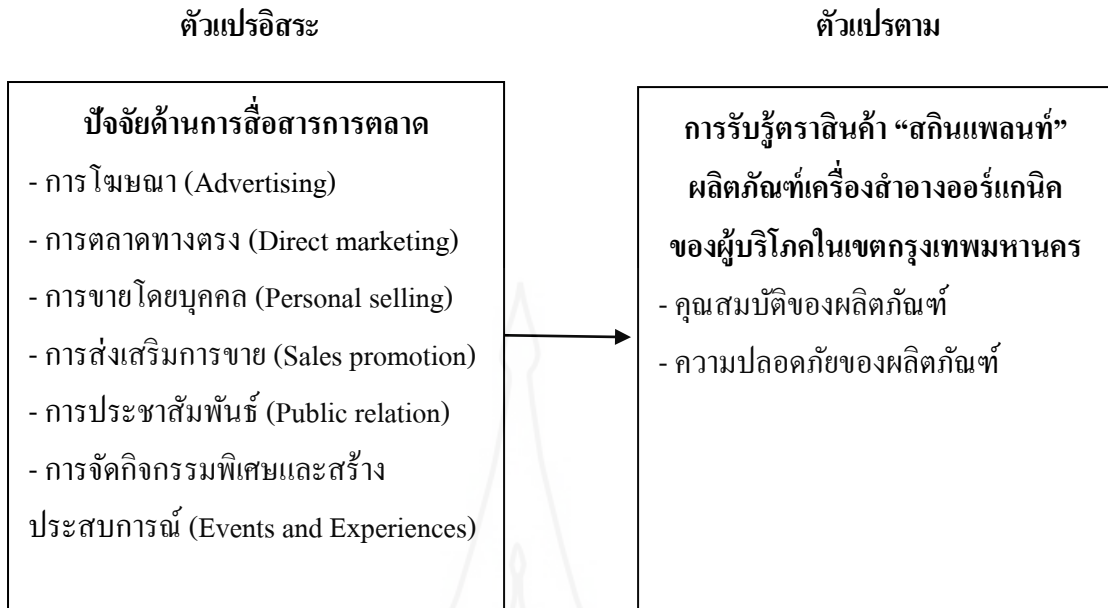 ตัวแปรอิสระ
ตัวแปรตาม
ปัจจัยด้านการสื่อสารการตลาด
- การโฆษณา (Advertising)
- การตลาดทางตรง (Direct marketing)
- การขายโดยบุคคล (Personal selling)
- การส่งเสริมการขาย (Sales promotion)
- การประชาสัมพันธ์ (Public relation)
- การจัดกิจกรรมพิเศษและสร้าง
ประสบการณ์ (Events and Experiences)
การรับรู้ตราสินค้า “สกินแพลนท์”
ผลิตภัณฑ์เครื่องสำอางออร์แกนิค
ของผู้บริโภคในเขตกรุงเทพมหานคร
- คุณสมบัติของผลิตภัณฑ์
- ความปลอดภัยของผลิตภัณฑ์